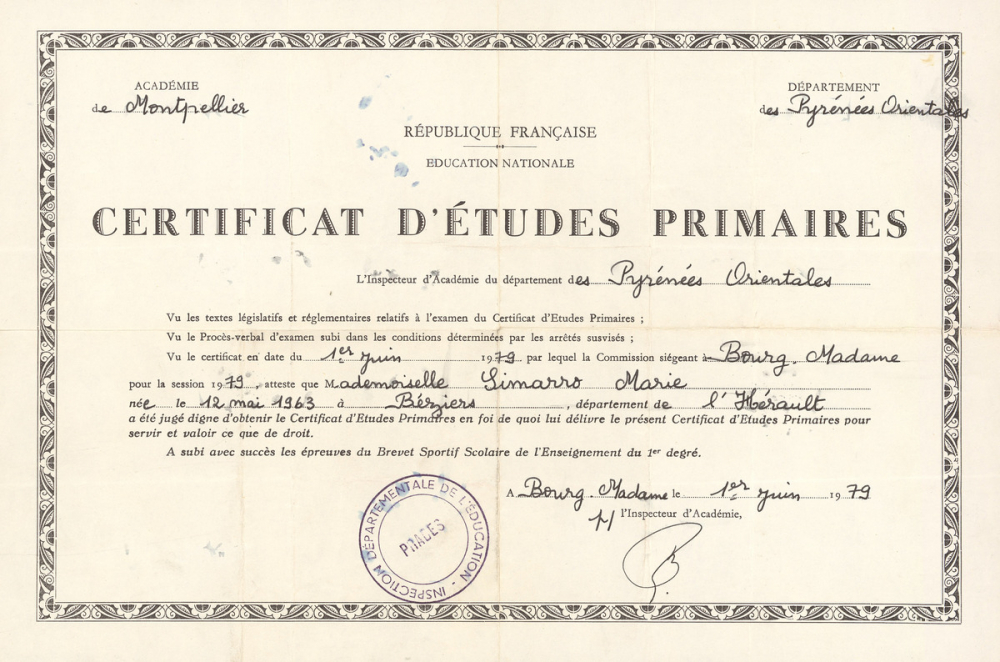 ACADÉMIE
de Montpellier
DÉPARTEMENT
des Pyrénées Orientales
RÉPUBLIQUE FRANÇAISE
EDUCATION NATIONALE
CERTIFICAT D'ÉTUDES PRIMAIRES
L'Inspecteur d'Académie du département des Pyrénées Orientales
Vu les textes législatifs et réglementaires relatifs à l'examen du Certificat d'Etudes Primaires ;
Vu le Procès-verbal d'examen subi dans les conditions déterminées par les arrêtés susvisés ;
Vu le certificat en date du 1er juin 1979 par lequel la Commission siégeant à Bourg. Madame
pour la session 1979, atteste que Mademoiselle Simarro Marie
née le 12 mai 1963 à Béziers, département de l'Hérault
a été jugé digne d'obtenir le Certificat d'Etudes Primaires en foi de quoi lui délivre le présent Certificat d'Etudes Primaires pour
servir et valoir ce que de droit.
A subi avec succès les épreuves du Brevet Sportif Scolaire de l'Enseignement du 1er degré.
A Bourg. Madame le 1er juin 1979
P/ l'Inspecteur d'Académie,
INSPECTION DÉPARTEMENTALE DE L'ÉDUCATION
PRADES